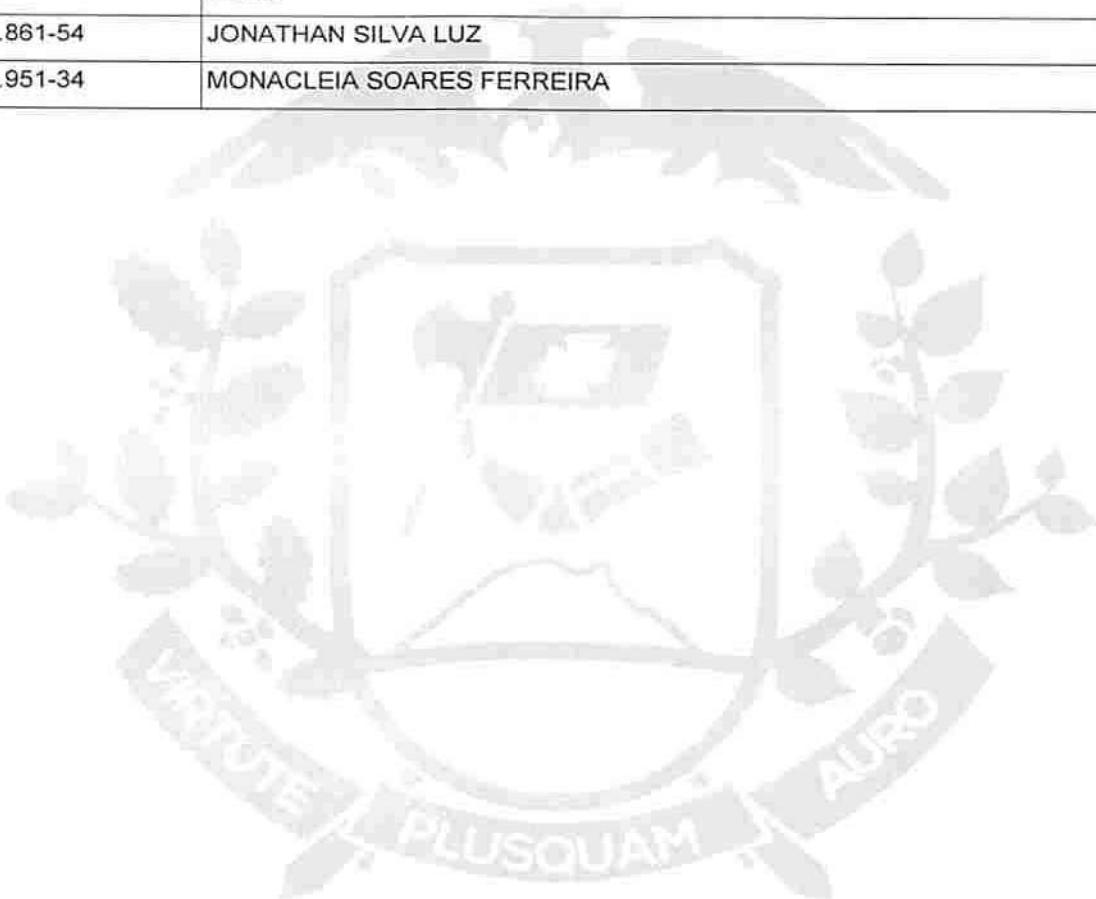 .861-54 JONATHAN SILVA LUZ
.951-34 MONACLEIA SOARES FERREIRA
VIRTUTE PLUSQUAM AURO